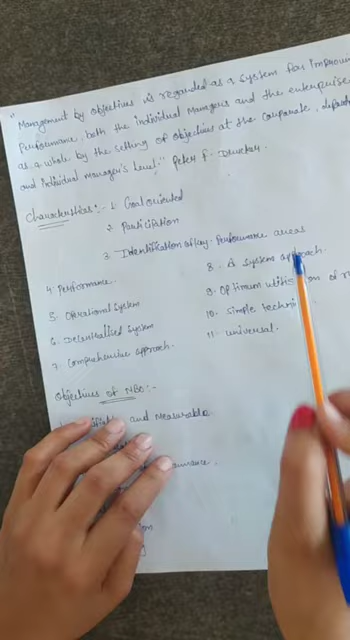 "Management by objectives is regarded as a system for improvi
Performance both the individual Managers and the enterprise
as a whole by the setting of objectives at the corporate, depart
and individual manager's level." Peter F. Drucker.
Characteristics:- 1. Goal oriented
2. Participation
3. Identification of key. Performance areas
4. Performance.
5. Operational system
6. Decentralised system
7. Comprehensive approach.
8. A system approach.
9. Optimum utilisation of r
10. Simple techni
11. universal.
Objectives of MBO:-
and Measurable